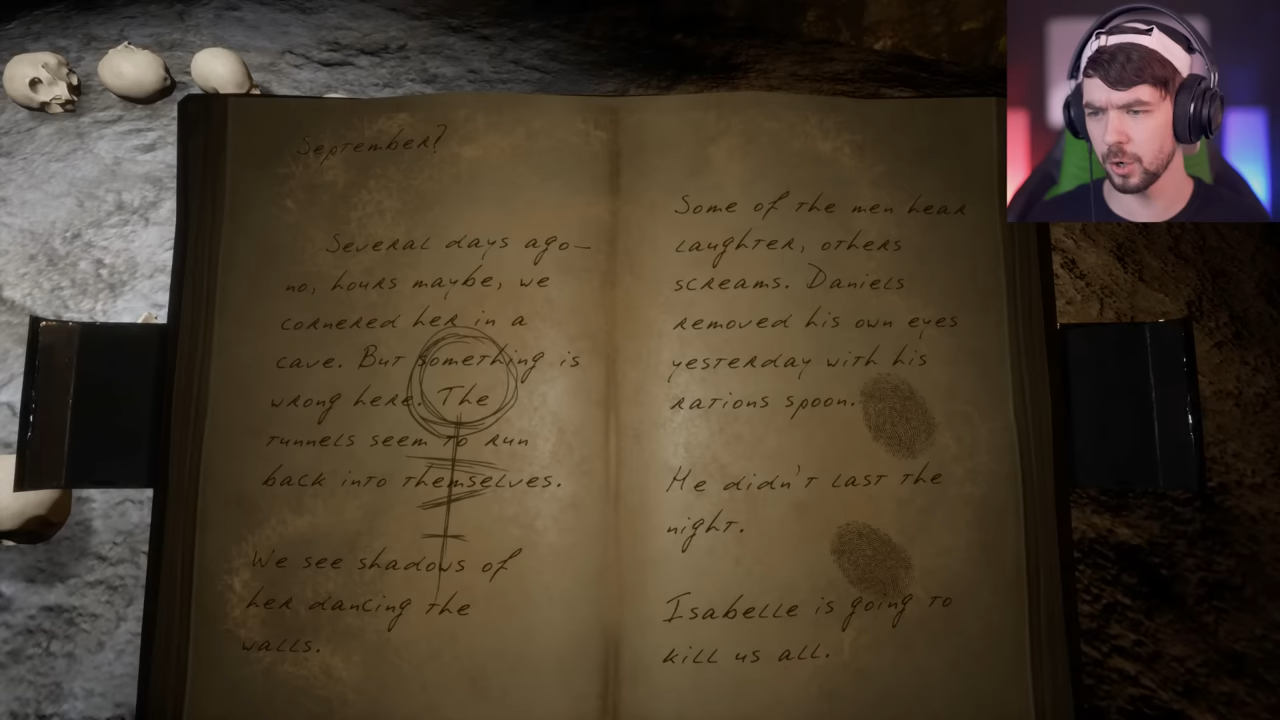 September?
Several days ago—
no, hours maybe, we
cornered her in a
cave. But something is
wrong here. The
tunnels seem to run
back into themselves.
We see shadows of
her dancing the
walls.
Some of the men hear
laughter, others
screams. Daniels
removed his own eyes
yesterday with his
rations spoon.
He didn't last the
night.
Isabelle is going to
kill us all.